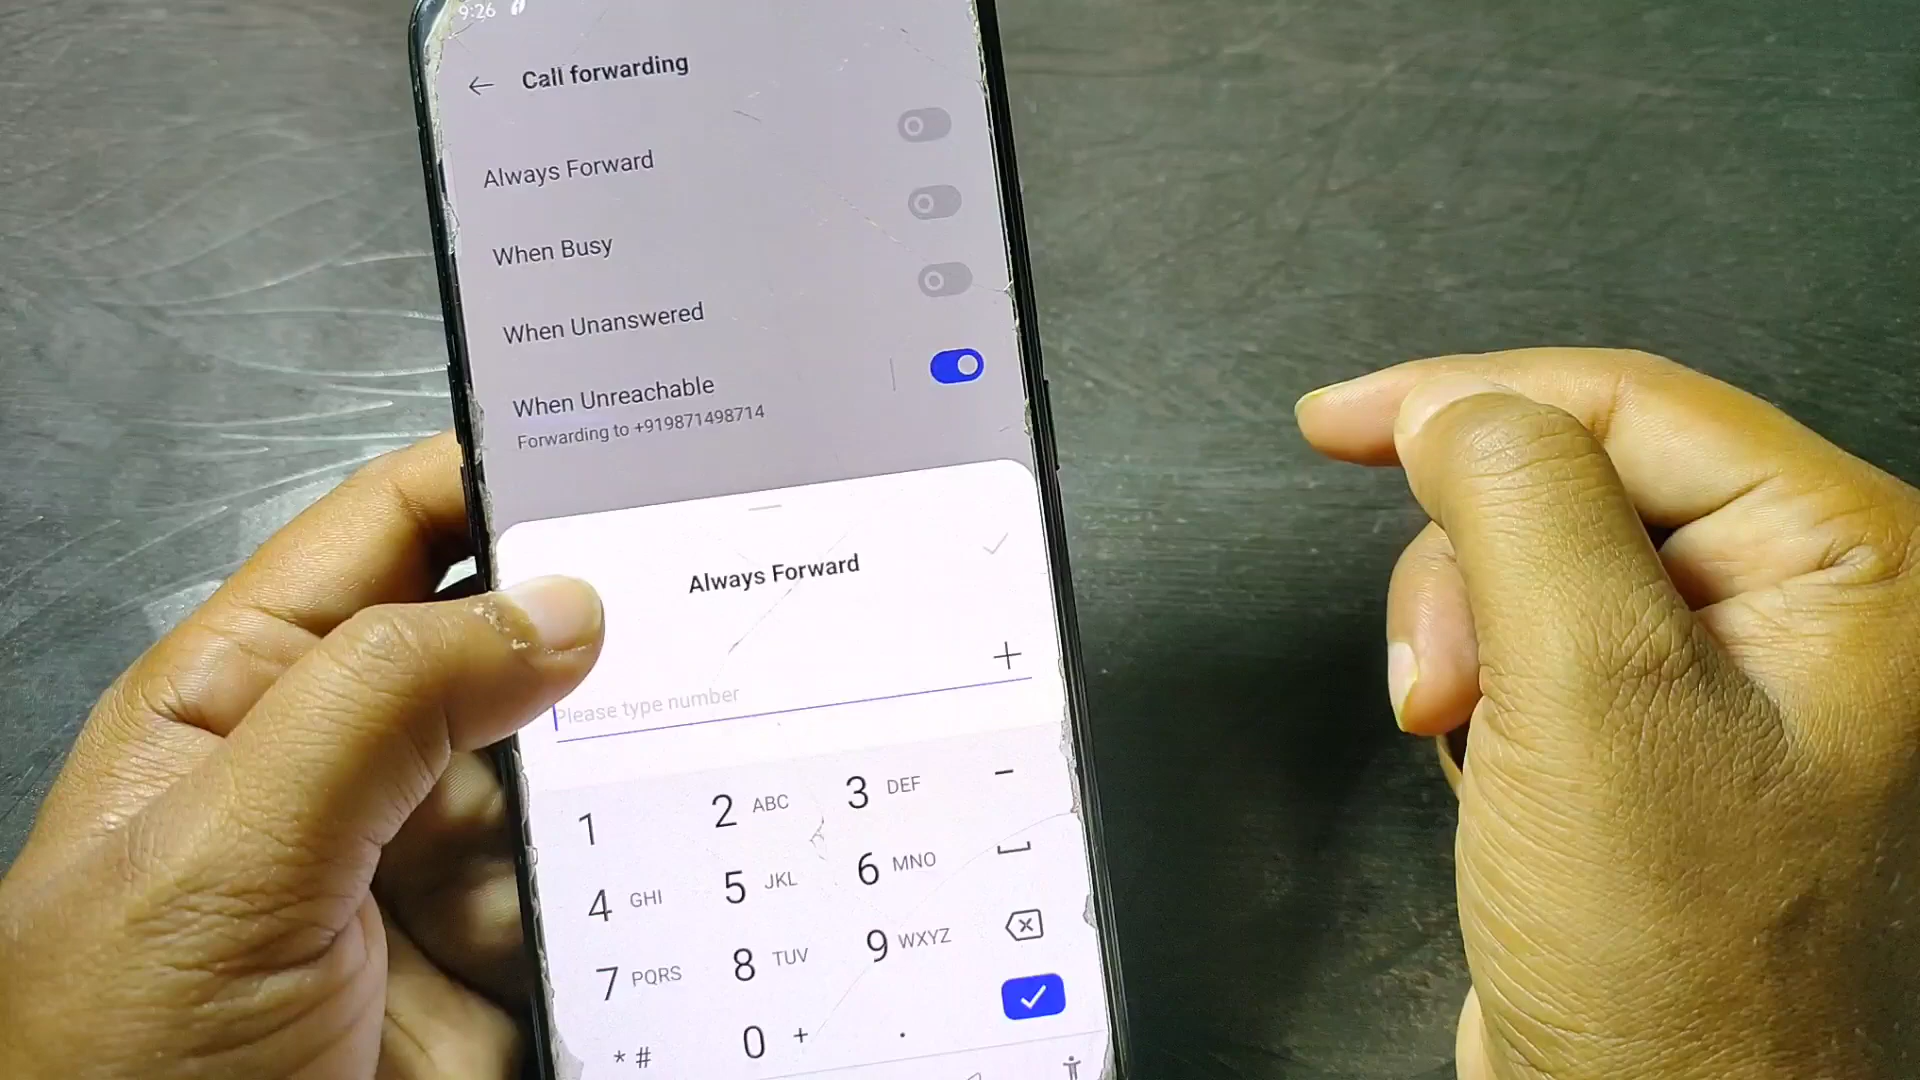 9:26
Call forwarding
Always Forward
When Busy
When Unanswered
When Unreachable
Forwarding to +919871498714
Always Forward
Please type number
1 2 ABC 3 DEF -
4 GHI 5 JKL 6 MNO
7 PQRS 8 TUV 9 WXYZ
* # 0 + .